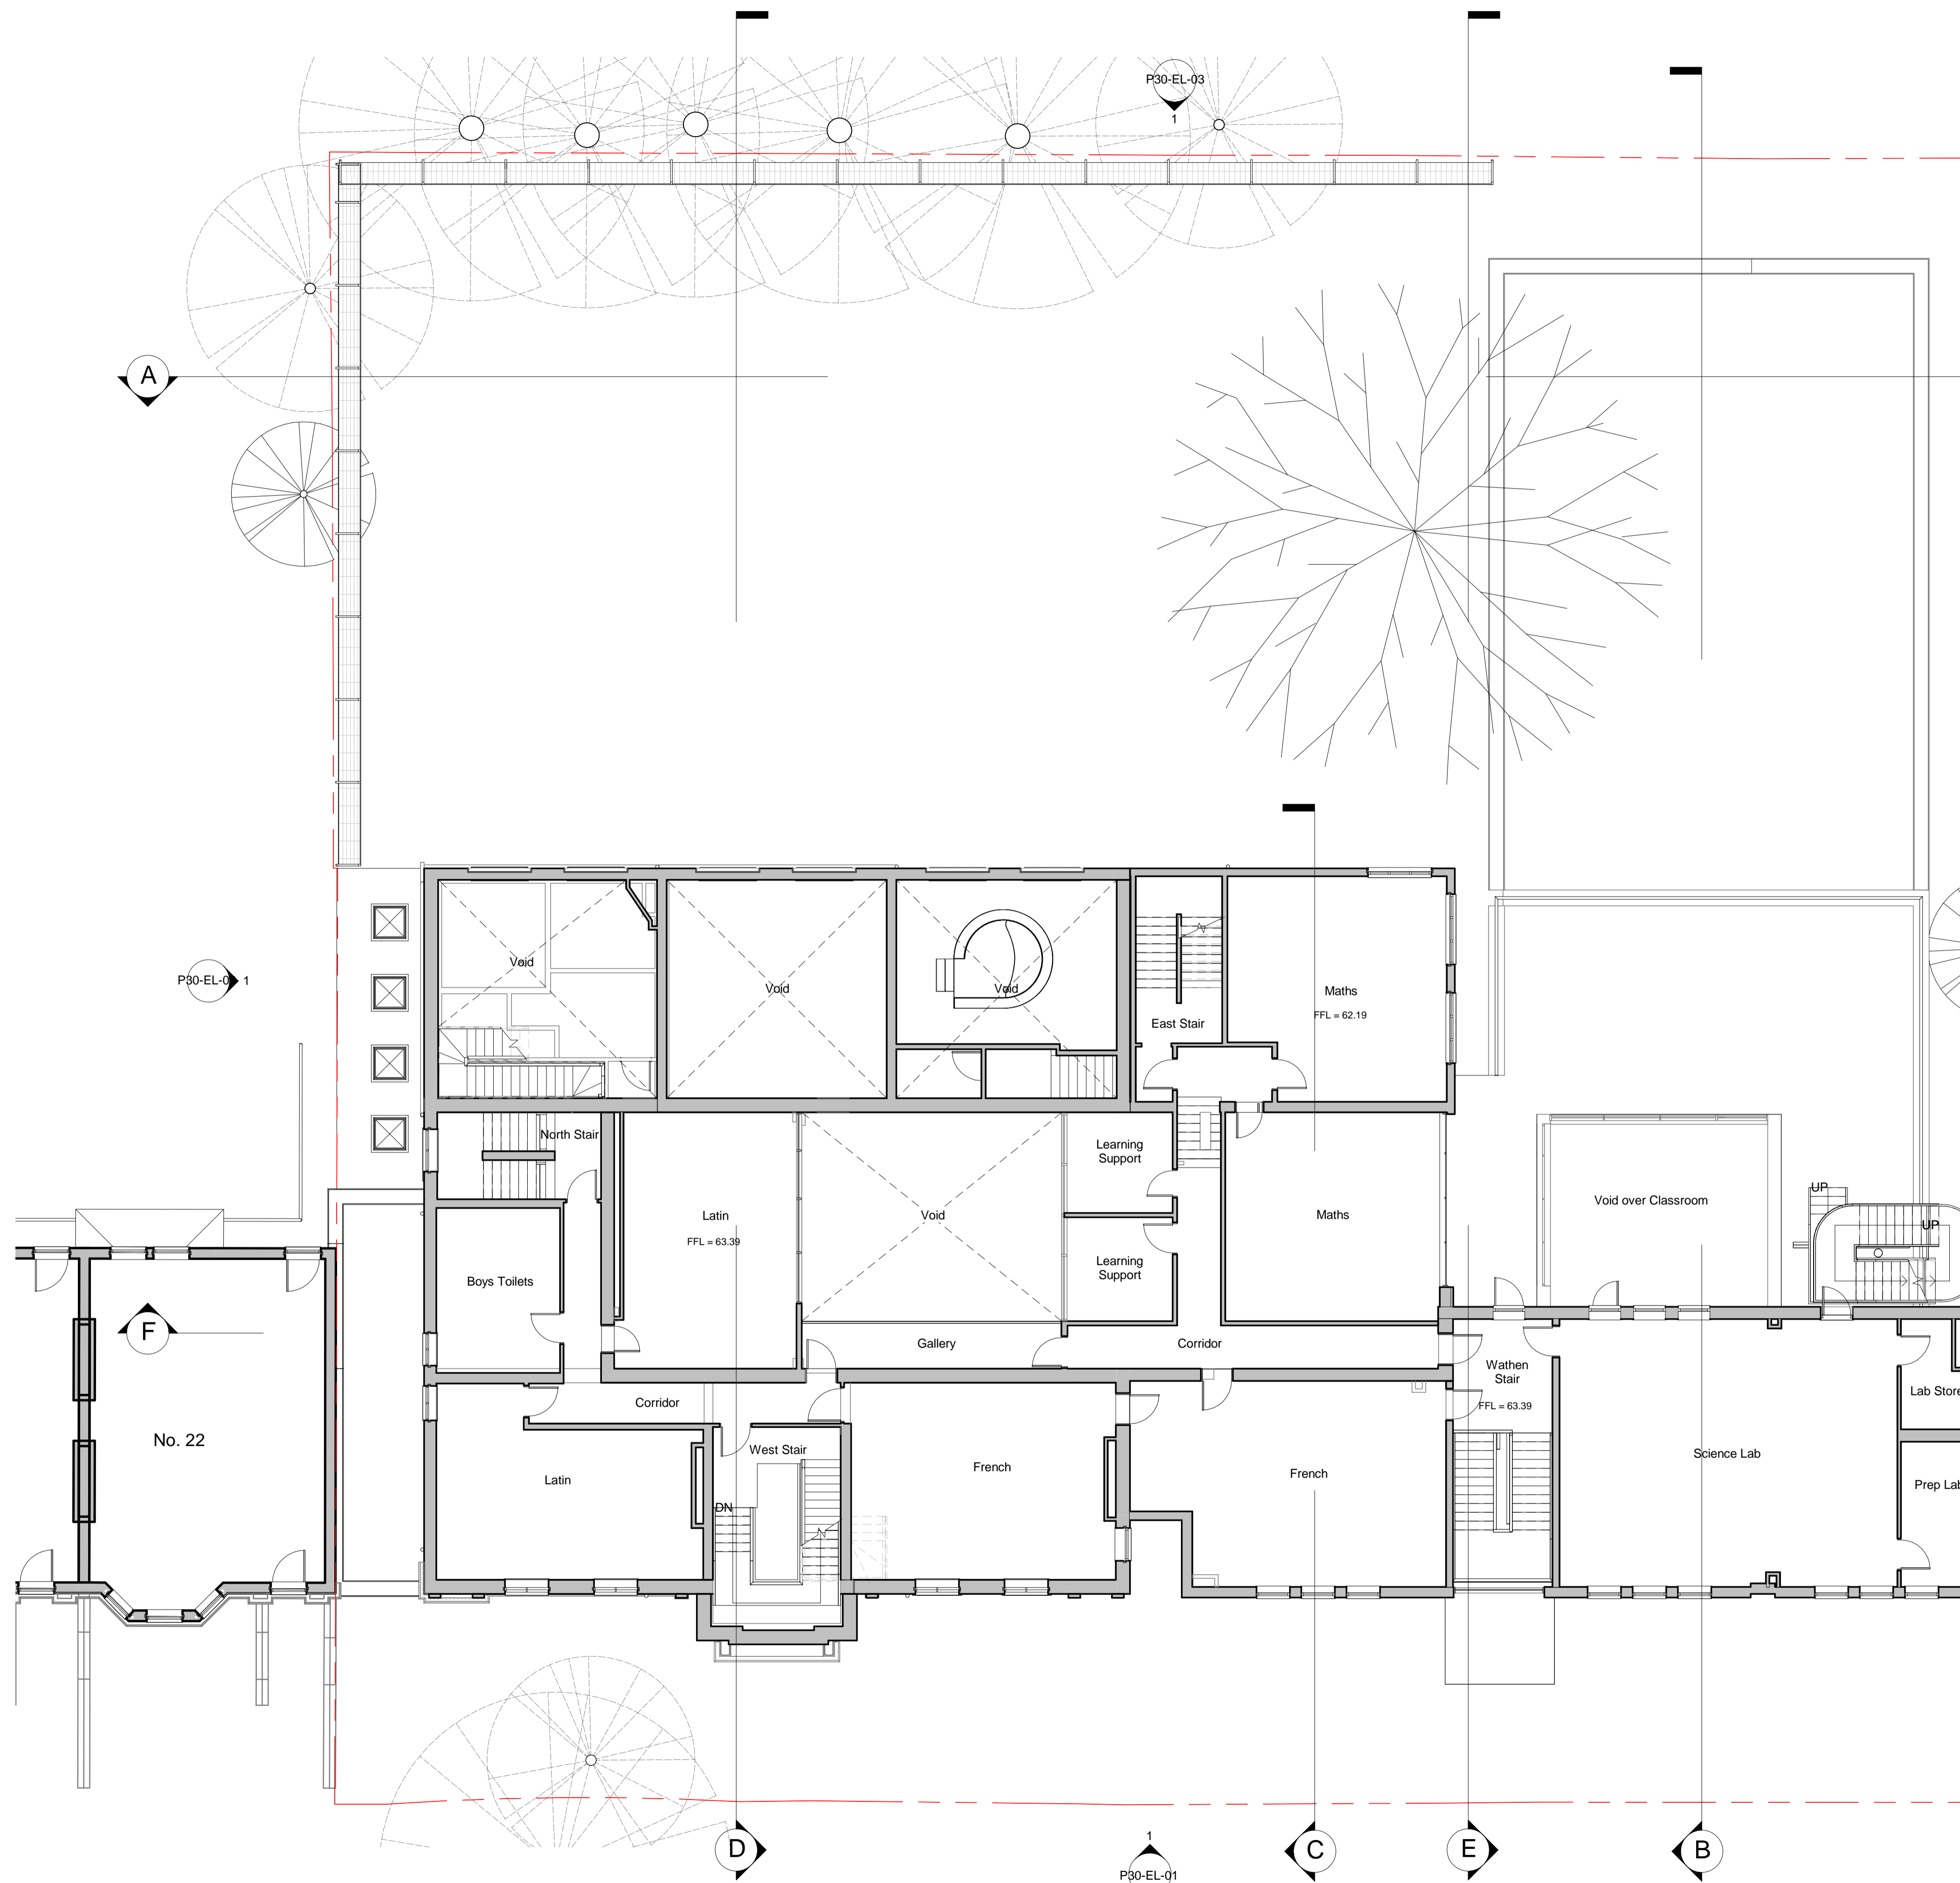 P30-EL-03
1
A
Void
Void
Void
Maths
FFL = 62.19
East Stair
P30-EL-0
1
North Stair
Learning
Support
Latin
FFL = 63.39
Void
Maths
Void over Classroom
UP
UP
Learning
Support
Boys Toilets
F
Gallery
Corridor
Wathen
Stair
FFL = 63.39
Lab Store
Corridor
No. 22
West Stair
Science Lab
Latin
French
French
Prep Lab
DN
D
1
P30-EL-01
C
E
B